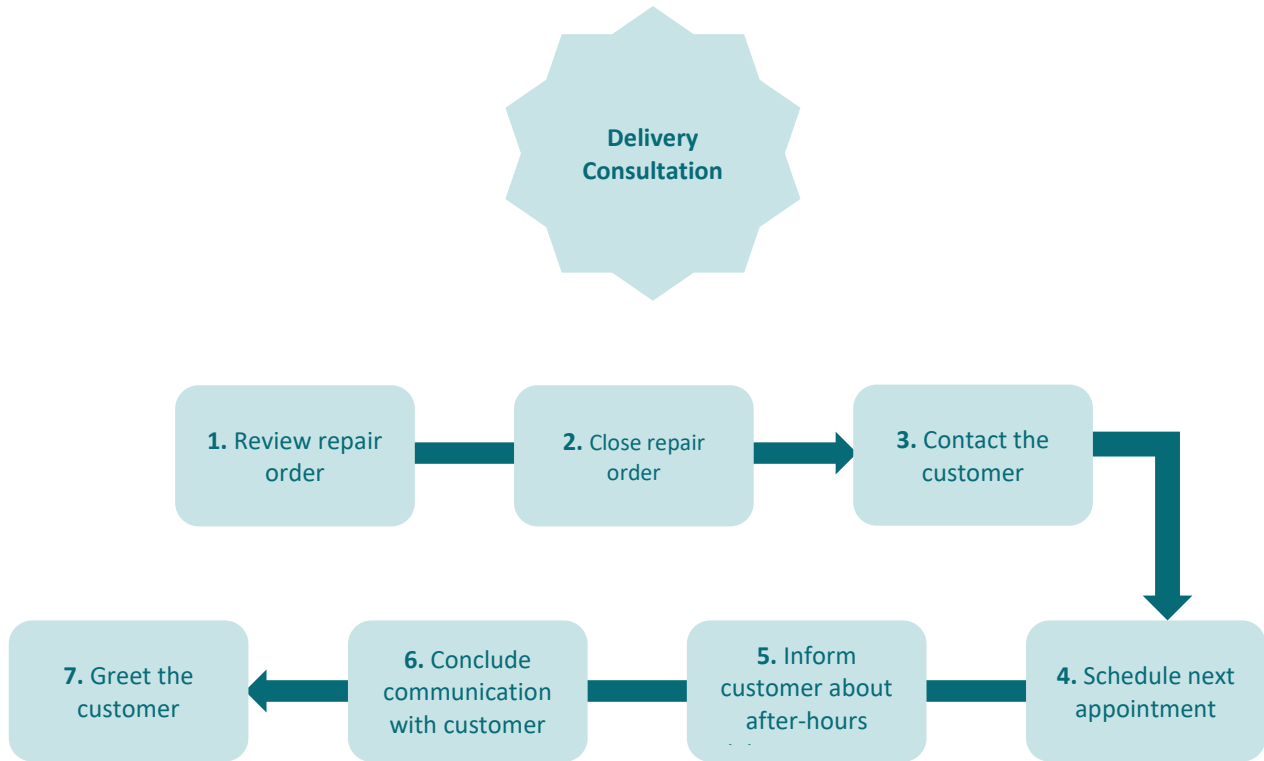 Delivery
Consultation
1. Review repair
order
2. Close repair
order
3. Contact the
customer
4. Schedule next
appointment
5. Inform
customer about
after-hours
6. Conclude
communication
with customer
7. Greet the
customer